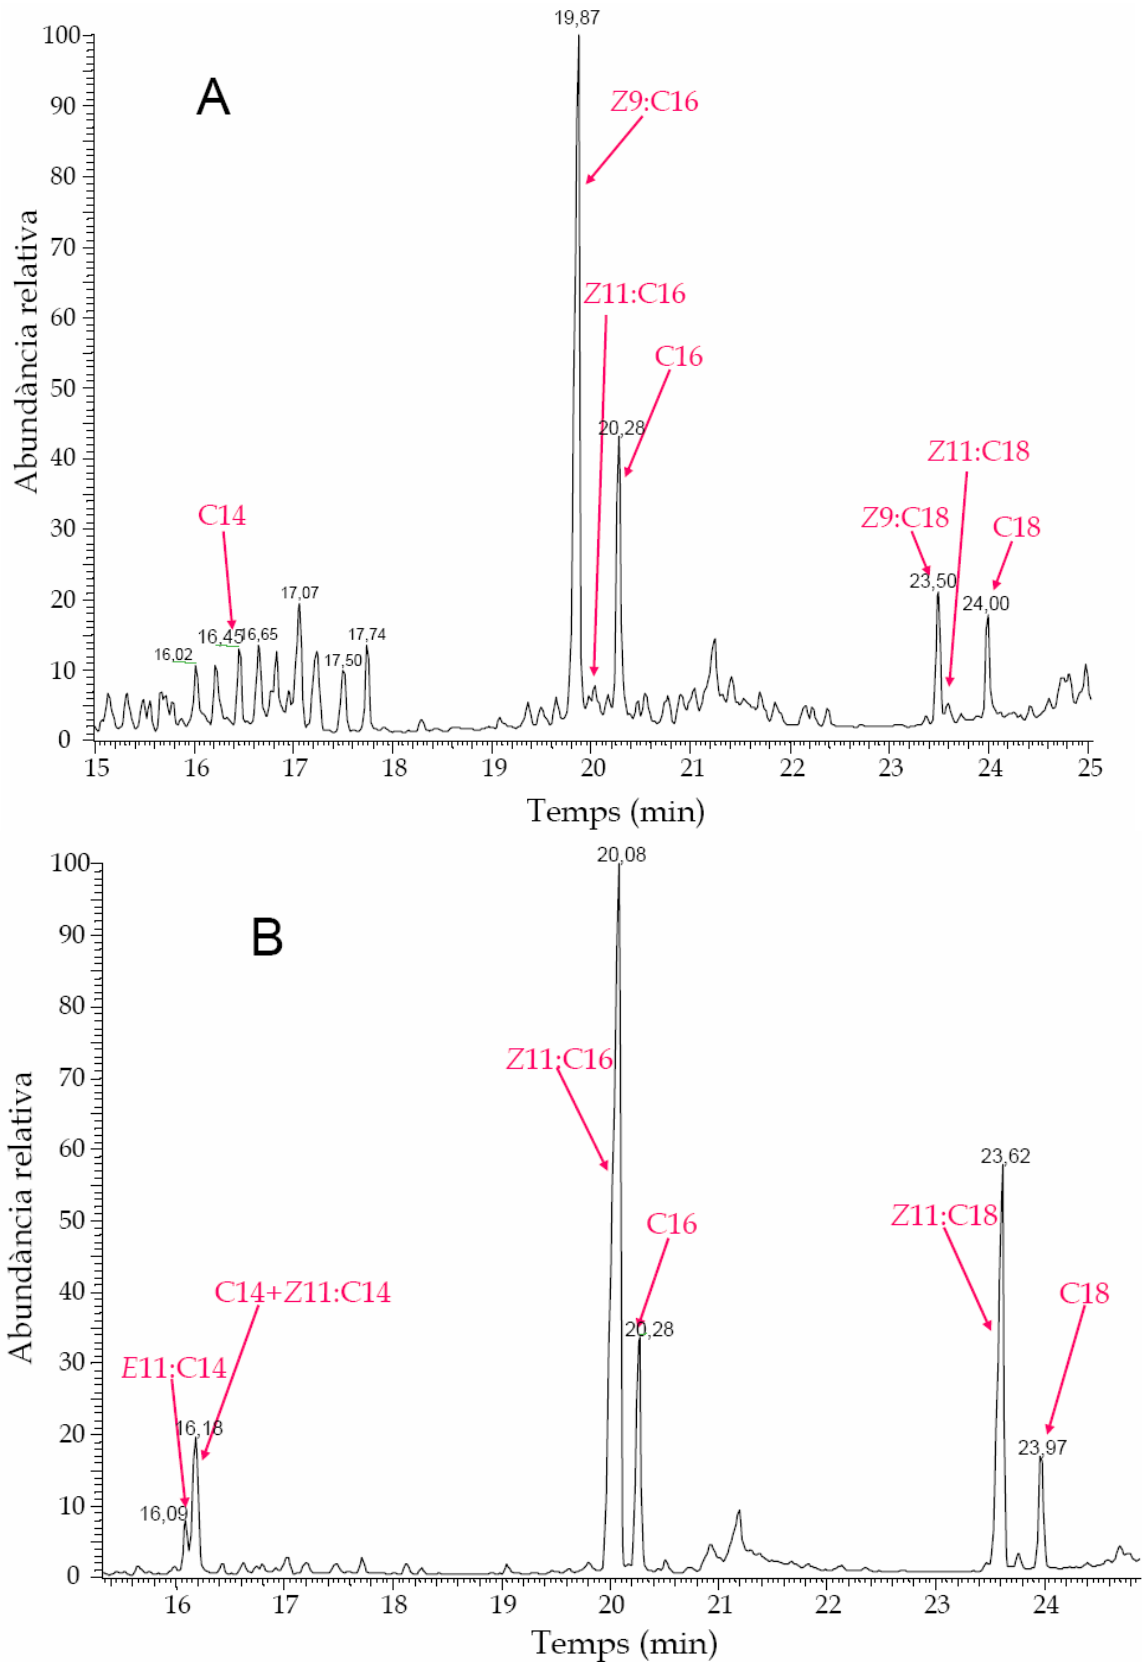 19,87
100
A
Z9:C16
90
80
70
Z11:C16
60
C16
50
20,28
40
Z11:C18
C14
Z9:C18
C18
30
23,50
20
17,07
24,00
16,45
16,65
17,74
16,02
17,50
10
0
15 16 17 18 19 20 21 22 23 24 25
Temps (min)
Abundància relativa
20,08
100
B
90
80
70
Z11:C16
60
23,62
50
C16
Z11:C18
40
C14+Z11:C14
C18
20,28
30
E11:C14
20
16,18
23,97
10
16,09
0
16 17 18 19 20 21 22 23 24
Temps (min)
Abundància relativa